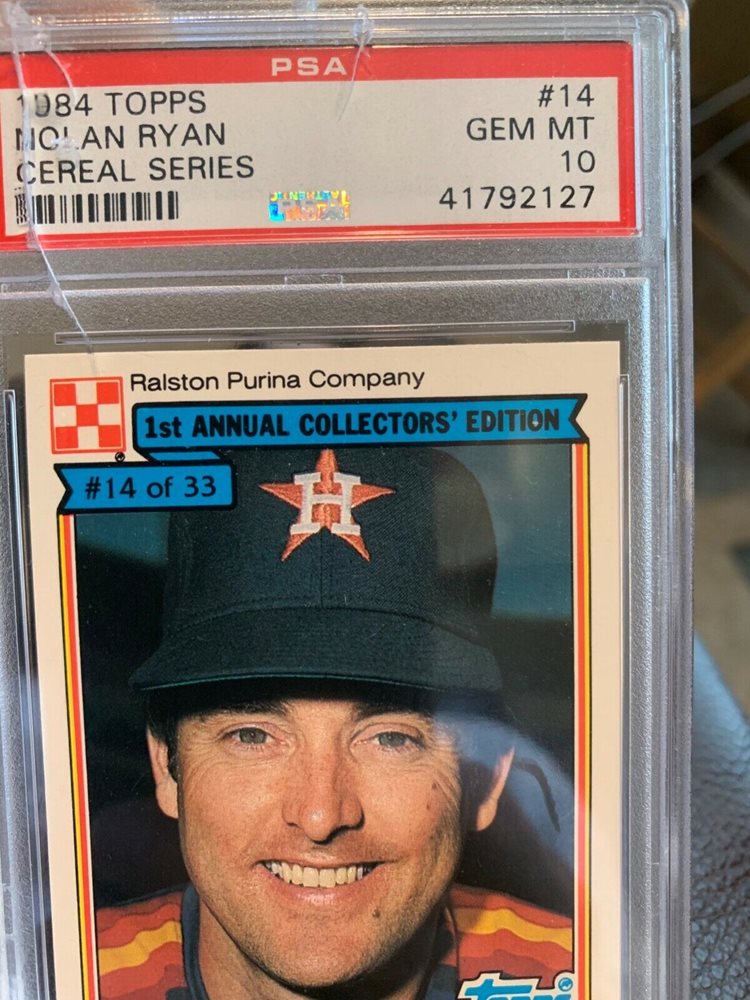 PSA
1984 TOPPS #14
NOLAN RYAN GEM MT
CEREAL SERIES 10
41792127
Ralston Purina Company
1st ANNUAL COLLECTORS' EDITION
#14 of 33
H
Topps